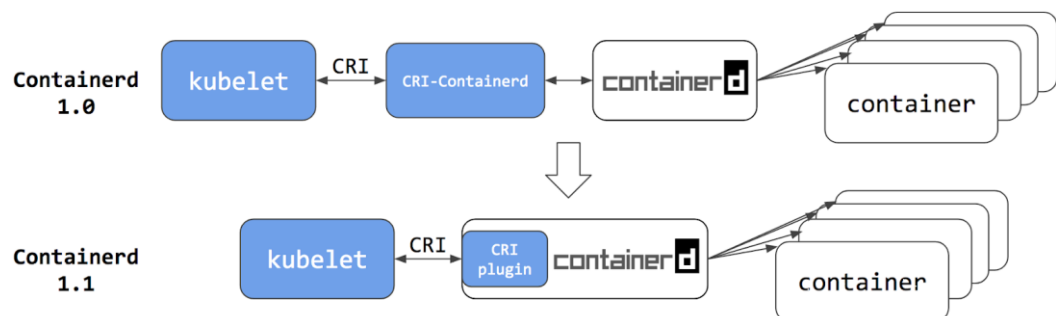 Containerd
1.0
kubelet
CRI
CRI-Containerd
containerd
container
Containerd
1.1
kubelet
CRI
CRI
plugin
containerd
container